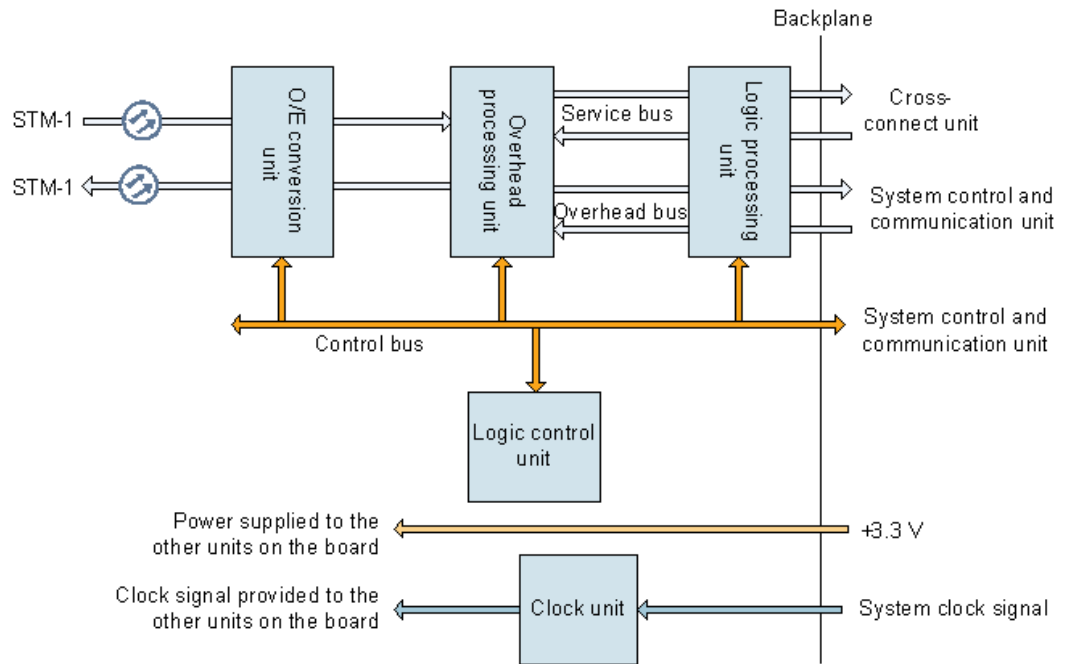 Backplane
STM-1
STM-1
O/E conversion
unit
Overhead
processing unit
Service bus
Overhead bus
Logic processing
unit
Cross-
connect unit
System control and
communication unit
Control bus
System control and
communication unit
Logic control
unit
Power supplied to the
other units on the board
+3.3 V
Clock signal provided to the
other units on the board
Clock unit
System clock signal